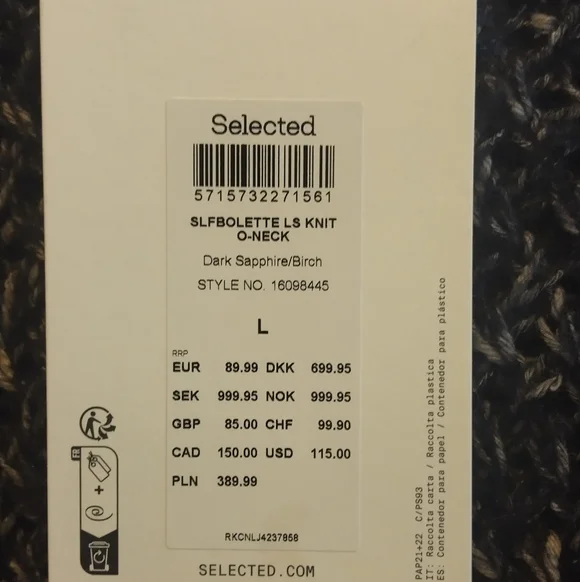 Selected
5715732271561
SLFBOLETTE LS KNIT
O-NECK
Dark Sapphire/Birch
STYLE NO. 16098445
L
RRP
EUR 89.99 DKK 699.95
SEK 999.95 NOK 999.95
GBP 85.00 CHF 99.90
CAD 150.00 USD 115.00
PLN 389.99
RKCNLJ4237858
SELECTED.COM
FR
+
PAP21+22 C/PS93
IT: Raccolta carta / Raccolta plastica
ES: Contenedor para papel / Contenedor para plástico